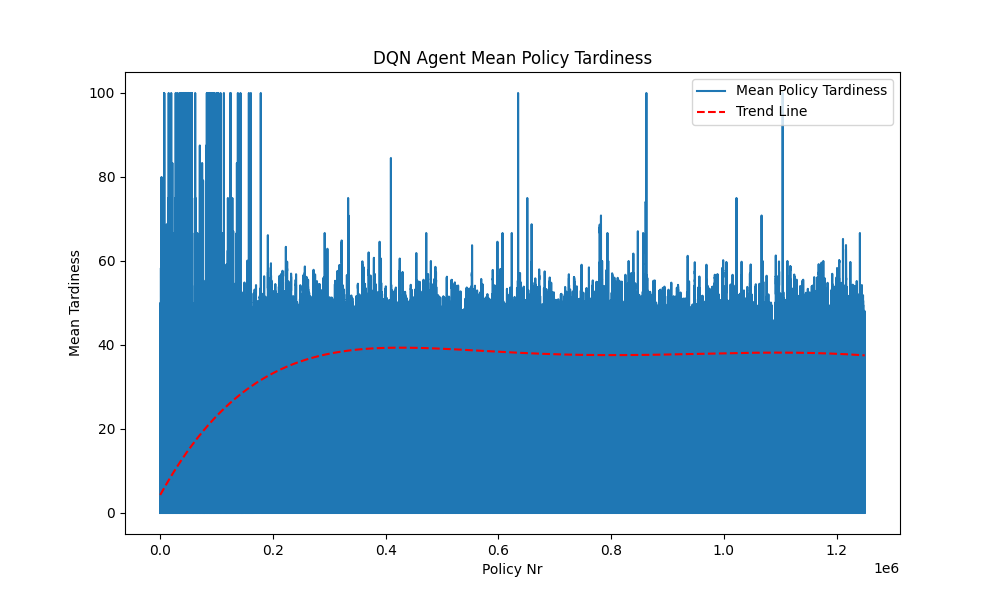 DQN Agent Mean Policy Tardiness
Mean Policy Tardiness
Trend Line
100
80
60
40
20
0
Mean Tardiness
0.0 0.2 0.4 0.6 0.8 1.0 1.2
1e6
Policy Nr